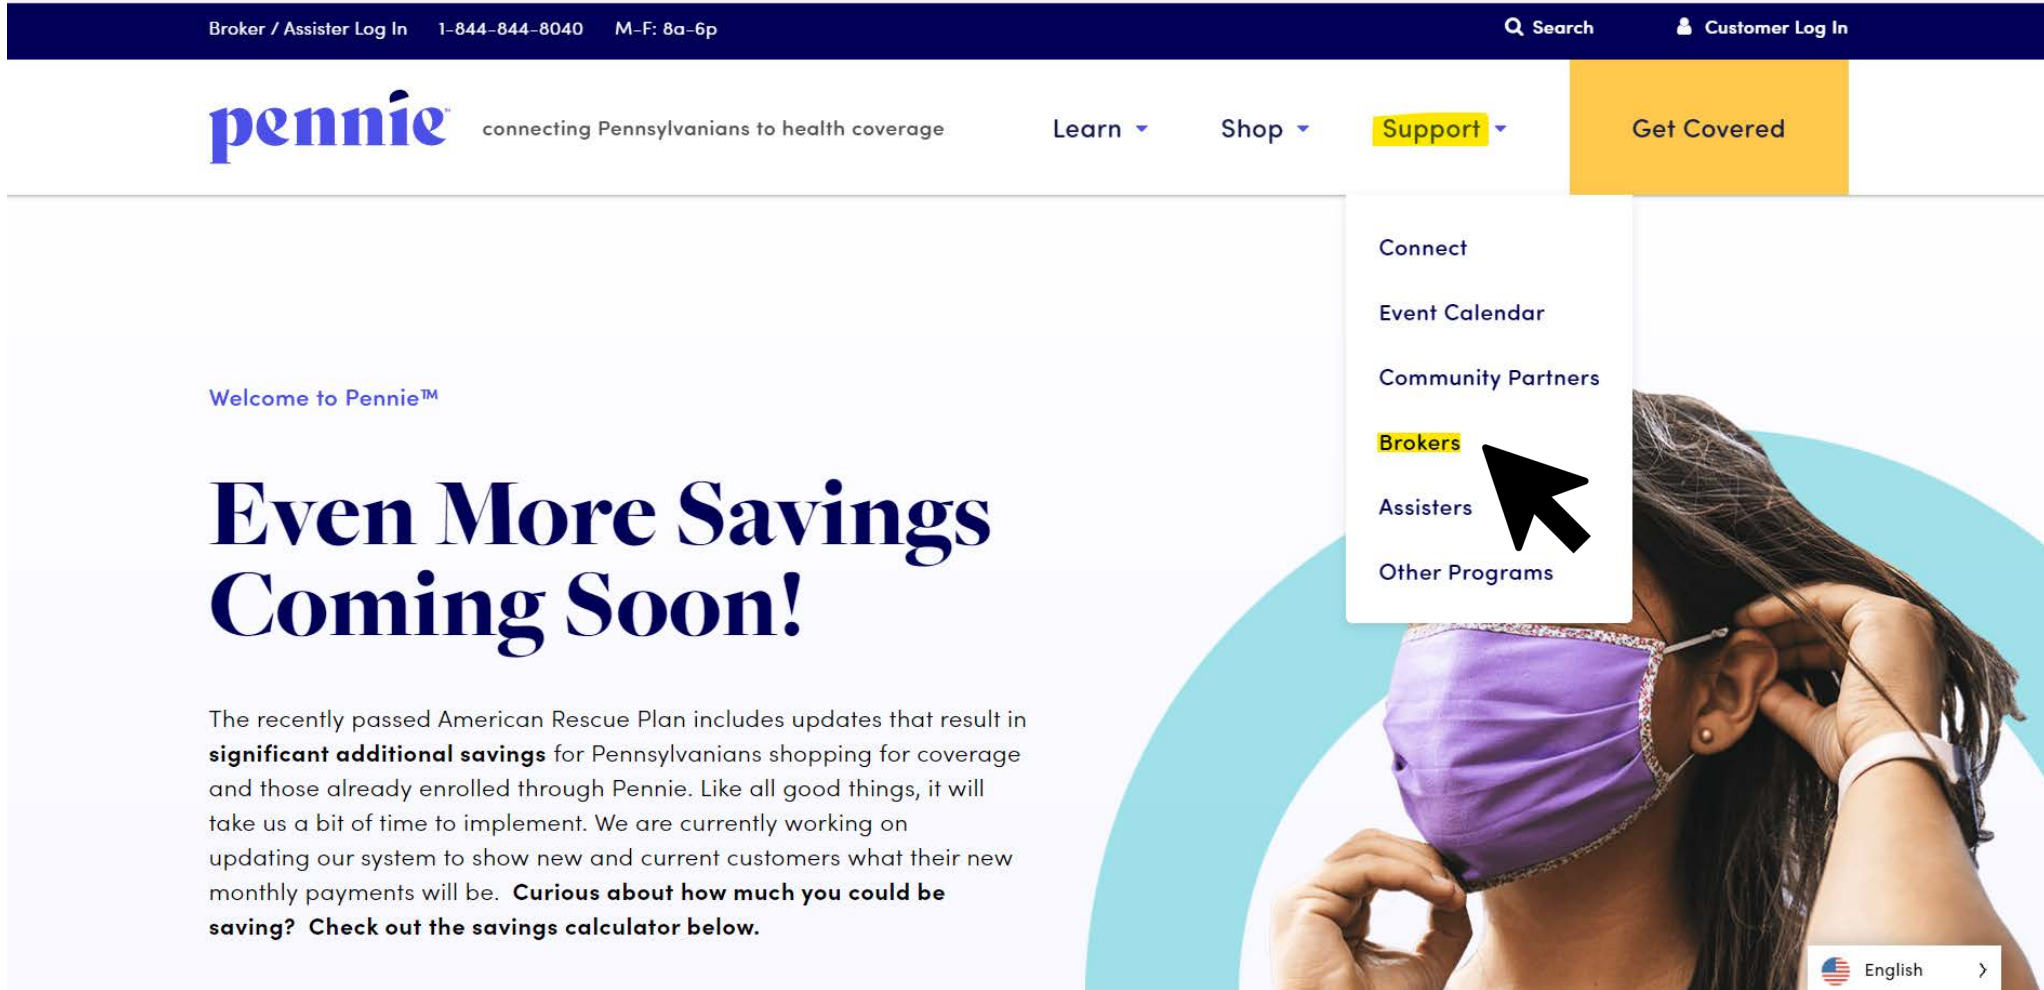 Broker / Assister Log In 1-844-844-8040 M-F: 8a-6p Search Customer Log In
pennie™ connecting Pennsylvanians to health coverage Learn Shop Support Get Covered
Connect
Event Calendar
Community Partners
Brokers
Assisters
Other Programs
Welcome to Pennie™
Even More Savings
Coming Soon!
The recently passed American Rescue Plan includes updates that result in
significant additional savings for Pennsylvanians shopping for coverage
and those already enrolled through Pennie. Like all good things, it will
take us a bit of time to implement. We are currently working on
updating our system to show new and current customers what their new
monthly payments will be. Curious about how much you could be
saving? Check out the savings calculator below.
English